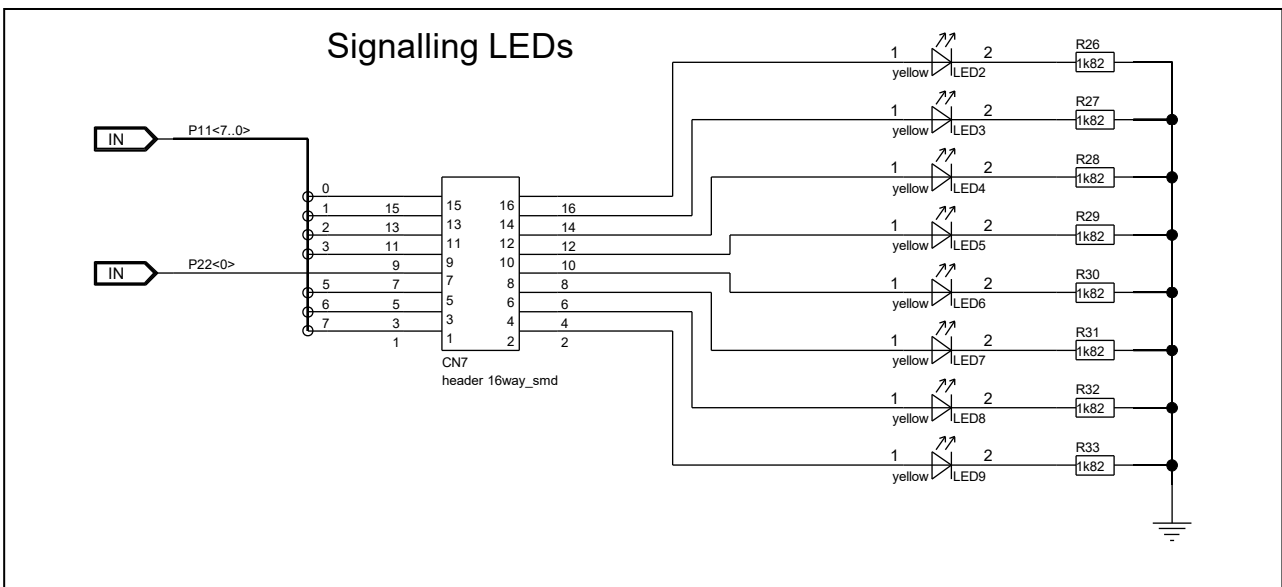 Signalling LEDs
IN P11<7..0>
IN P22<0>
0
1 15
2 13
3 11
9
5 7
6 5
7 3
1
15 16
13 14
11 12
9 10
7 8
5 6
3 4
1 2
16
14
12
10
8
6
4
2
CN7
header 16way_smd
1 2 R26
yellow LED2 1k82
1 2 R27
yellow LED3 1k82
1 2 R28
yellow LED4 1k82
1 2 R29
yellow LED5 1k82
1 2 R30
yellow LED6 1k82
1 2 R31
yellow LED7 1k82
1 2 R32
yellow LED8 1k82
1 2 R33
yellow LED9 1k82